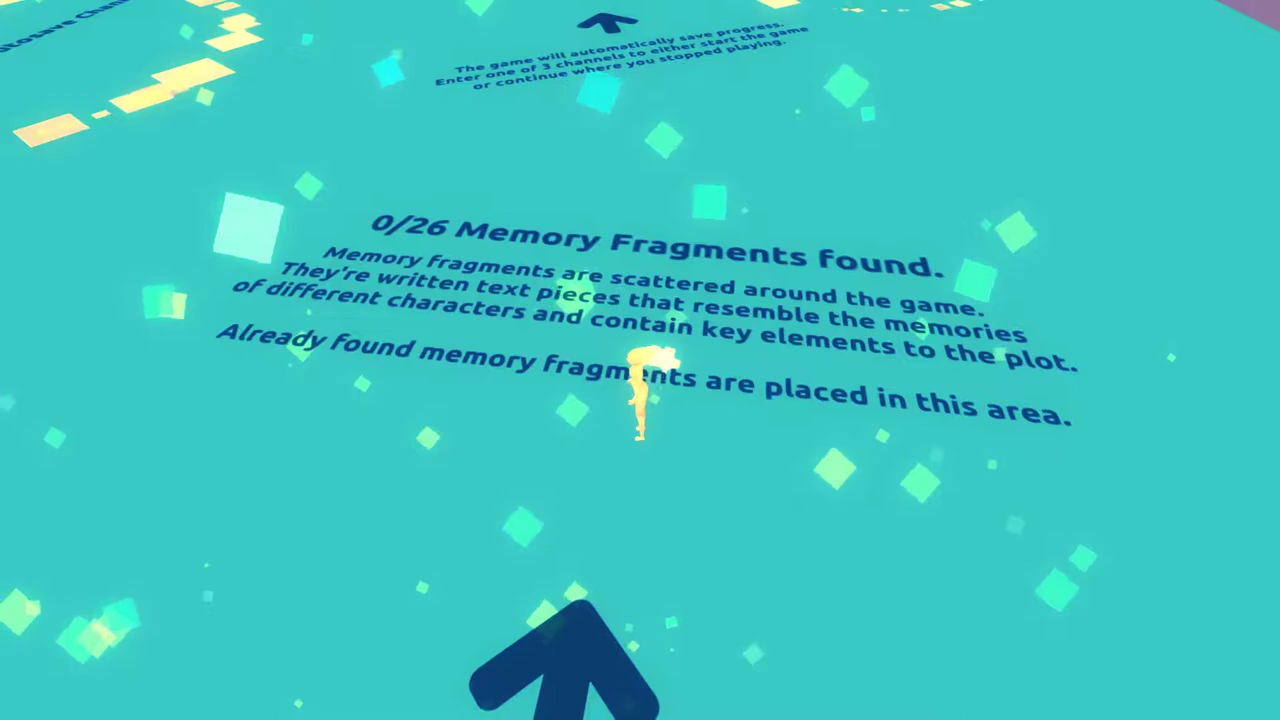 Autosave Chan
The game will automatically save progress.
Enter one of 3 channels to either start the game
or continue where you stopped playing.
0/26 Memory Fragments found.
Memory fragments are scattered around the game.
They're written text pieces that resemble the memories
of different characters and contain key elements to the plot.
Already found memory fragments are placed in this area.